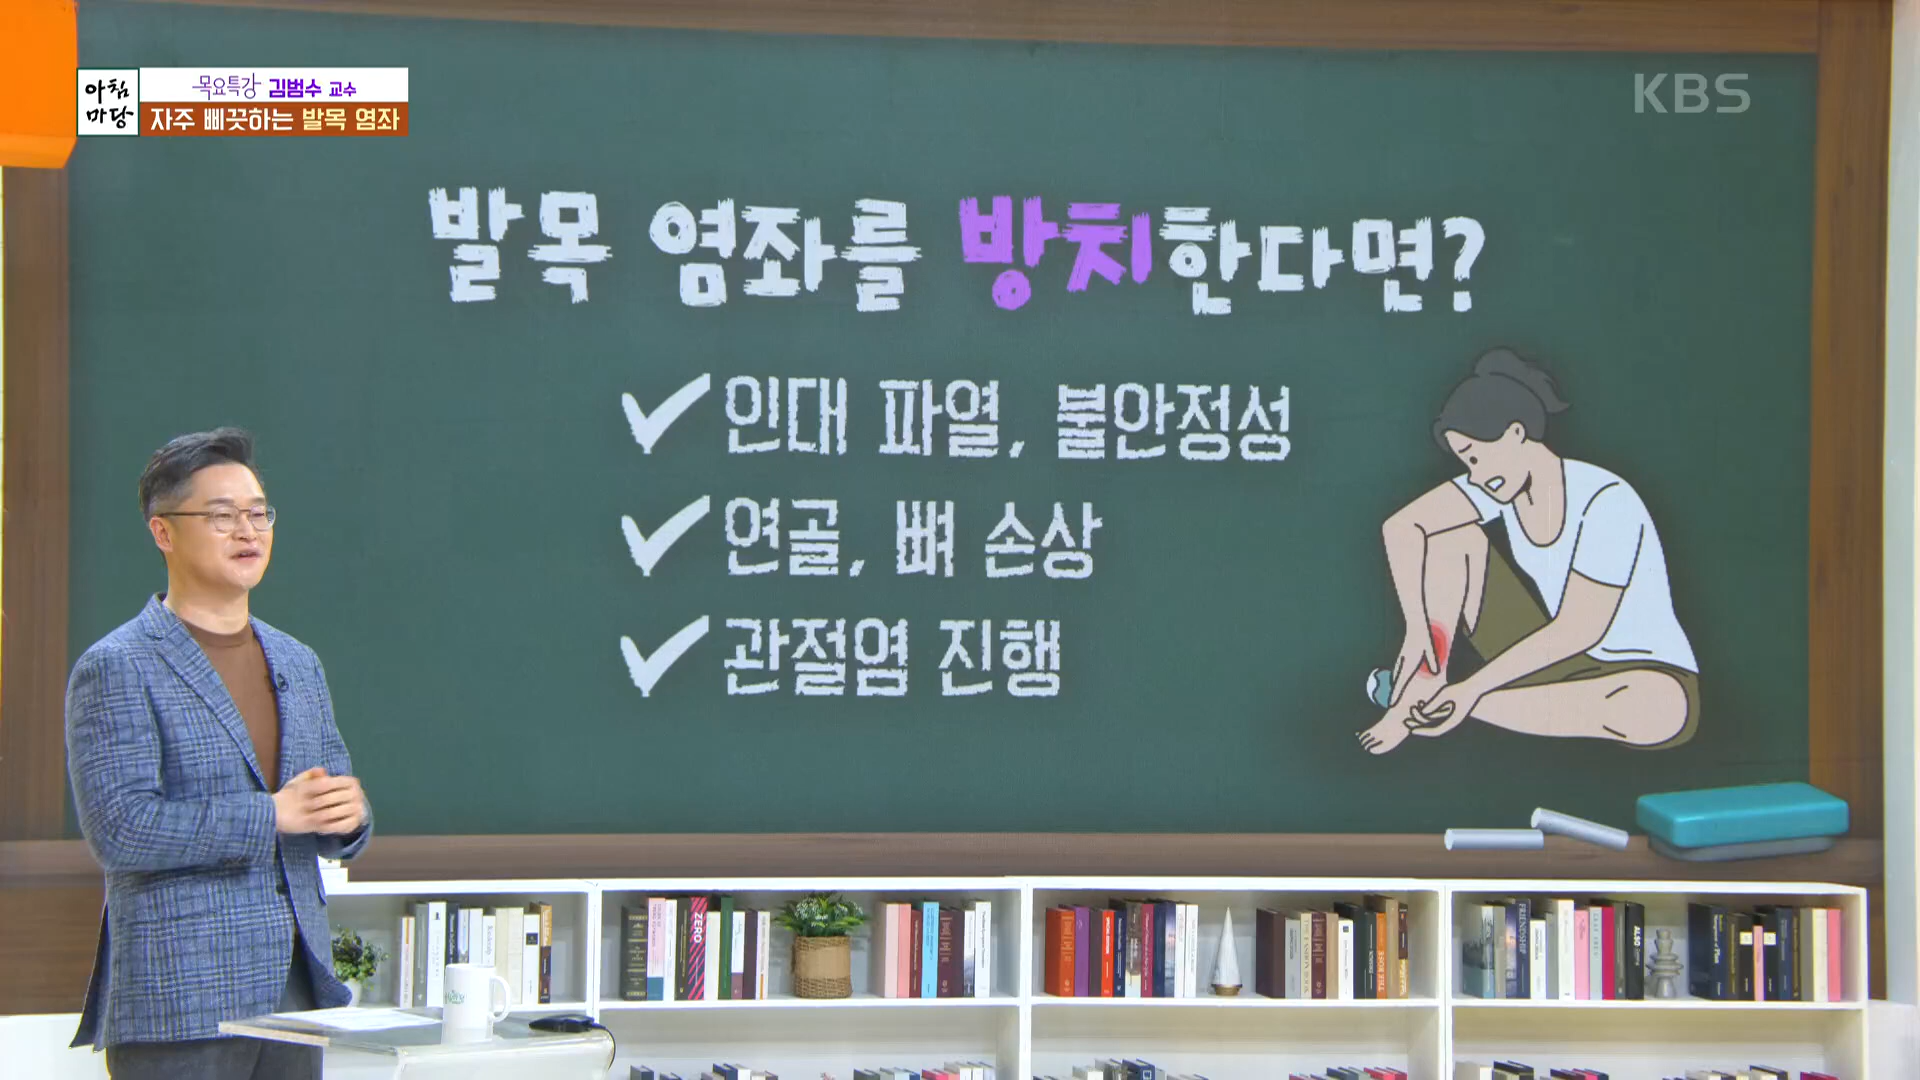 아침
마당
목요특강 김범수 교수
자주 삐끗하는 발목 염좌
KBS
발목 염좌를 방치한다면?
✓인대 파열, 불안정성
✓연골, 뼈 손상
✓관절염 진행
ZERO
FRIENDSHIP
ALSO